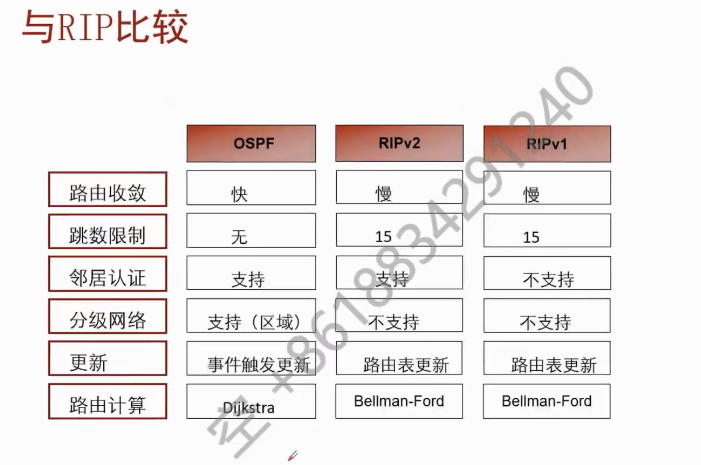 与RIP比较
OSPF RIPv2 RIPv1
路由收敛 快 慢 慢
跳数限制 无 15 15
邻居认证 支持 支持 不支持
分级网络 支持（区域） 不支持 不支持
更新 事件触发更新 路由表更新 路由表更新
路由计算 Dijkstra Bellman-Ford Bellman-Ford
空 +8618834291240